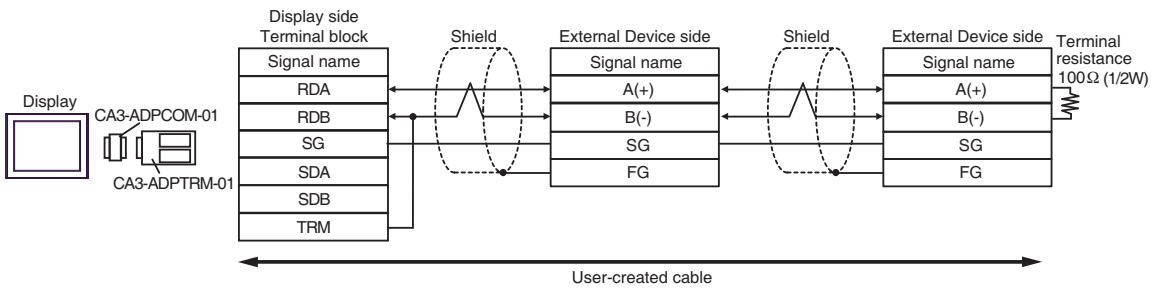 Display
CA3-ADPCOM-01
CA3-ADPTRM-01
Display side
Terminal block
Signal name
RDA
RDB
SG
SDA
SDB
TRM
Shield
External Device side
Signal name
A(+)
B(-)
SG
FG
Shield
External Device side
Signal name
A(+)
B(-)
SG
FG
Terminal
resistance
100Ω (1/2W)
User-created cable